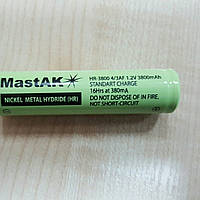 MastAK
NICKEL METAL HYDRIDE (HR)
HR-3800 4/3AF 1.2V 3800mAh
STANDART CHARGE
16Hrs at 380mA
DO NOT DISPOSE OF IN FIRE,
NOT SHORT-CIRCUIT